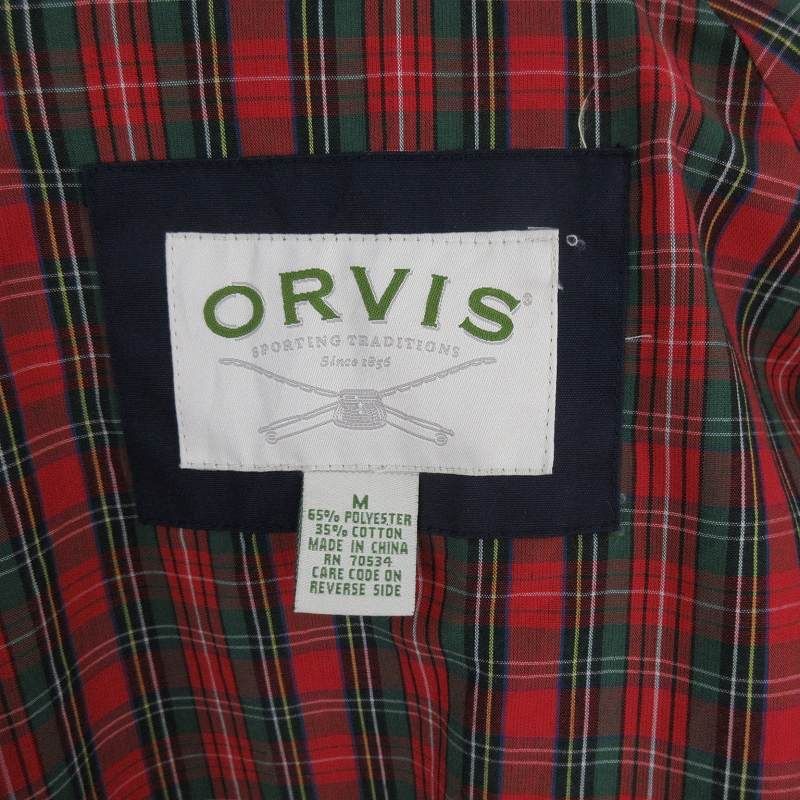 ORVIS®
SPORTING TRADITIONS
Since 1856
M
65% POLYESTER
35% COTTON
MADE IN CHINA
RN 70534
CARE CODE ON
REVERSE SIDE